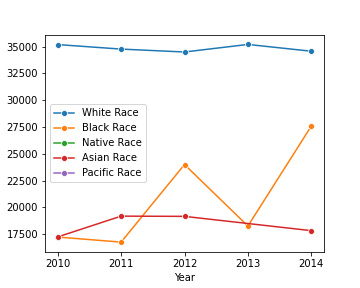 35000
32500
30000
27500
25000
22500
20000
17500
White Race
Black Race
Native Race
Asian Race
Pacific Race
2010 2011 2012 2013 2014
Year